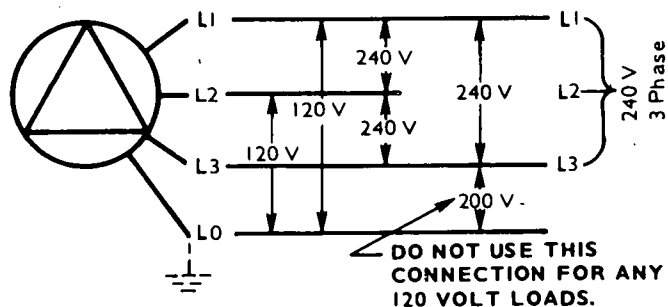 L1 L1
240 V
L2 120 V 240 V L2 240 V 3 Phase
120 V 240 V
L3 L3
200 V
L0
DO NOT USE THIS
CONNECTION FOR ANY
120 VOLT LOADS.